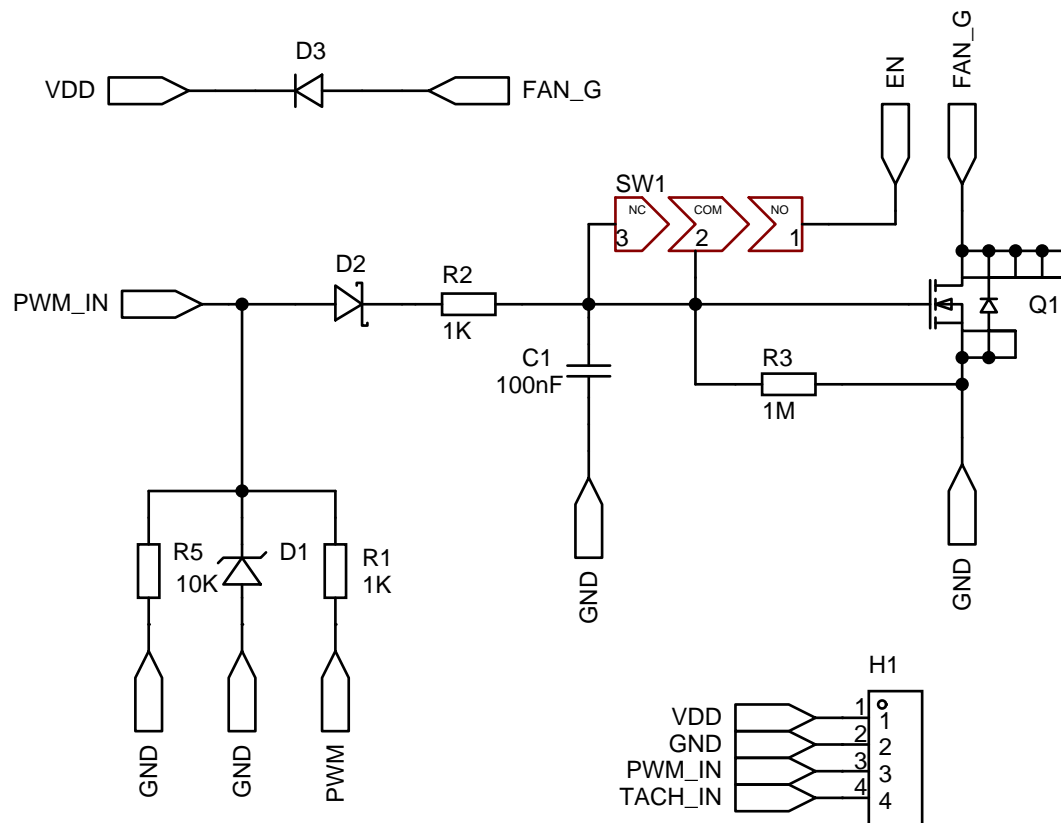 D3
VDD
FAN_G
EN
FAN_G
SW1
NC
COM
NO
3
2
1
D2
R2
PWM_IN
1K
Q1
C1
100nF
R3
1M
R5
10K
D1
R1
1K
GND
GND
GND
GND
PWM
H1
VDD 1 1
GND 2 2
PWM_IN 3 3
TACH_IN 4 4